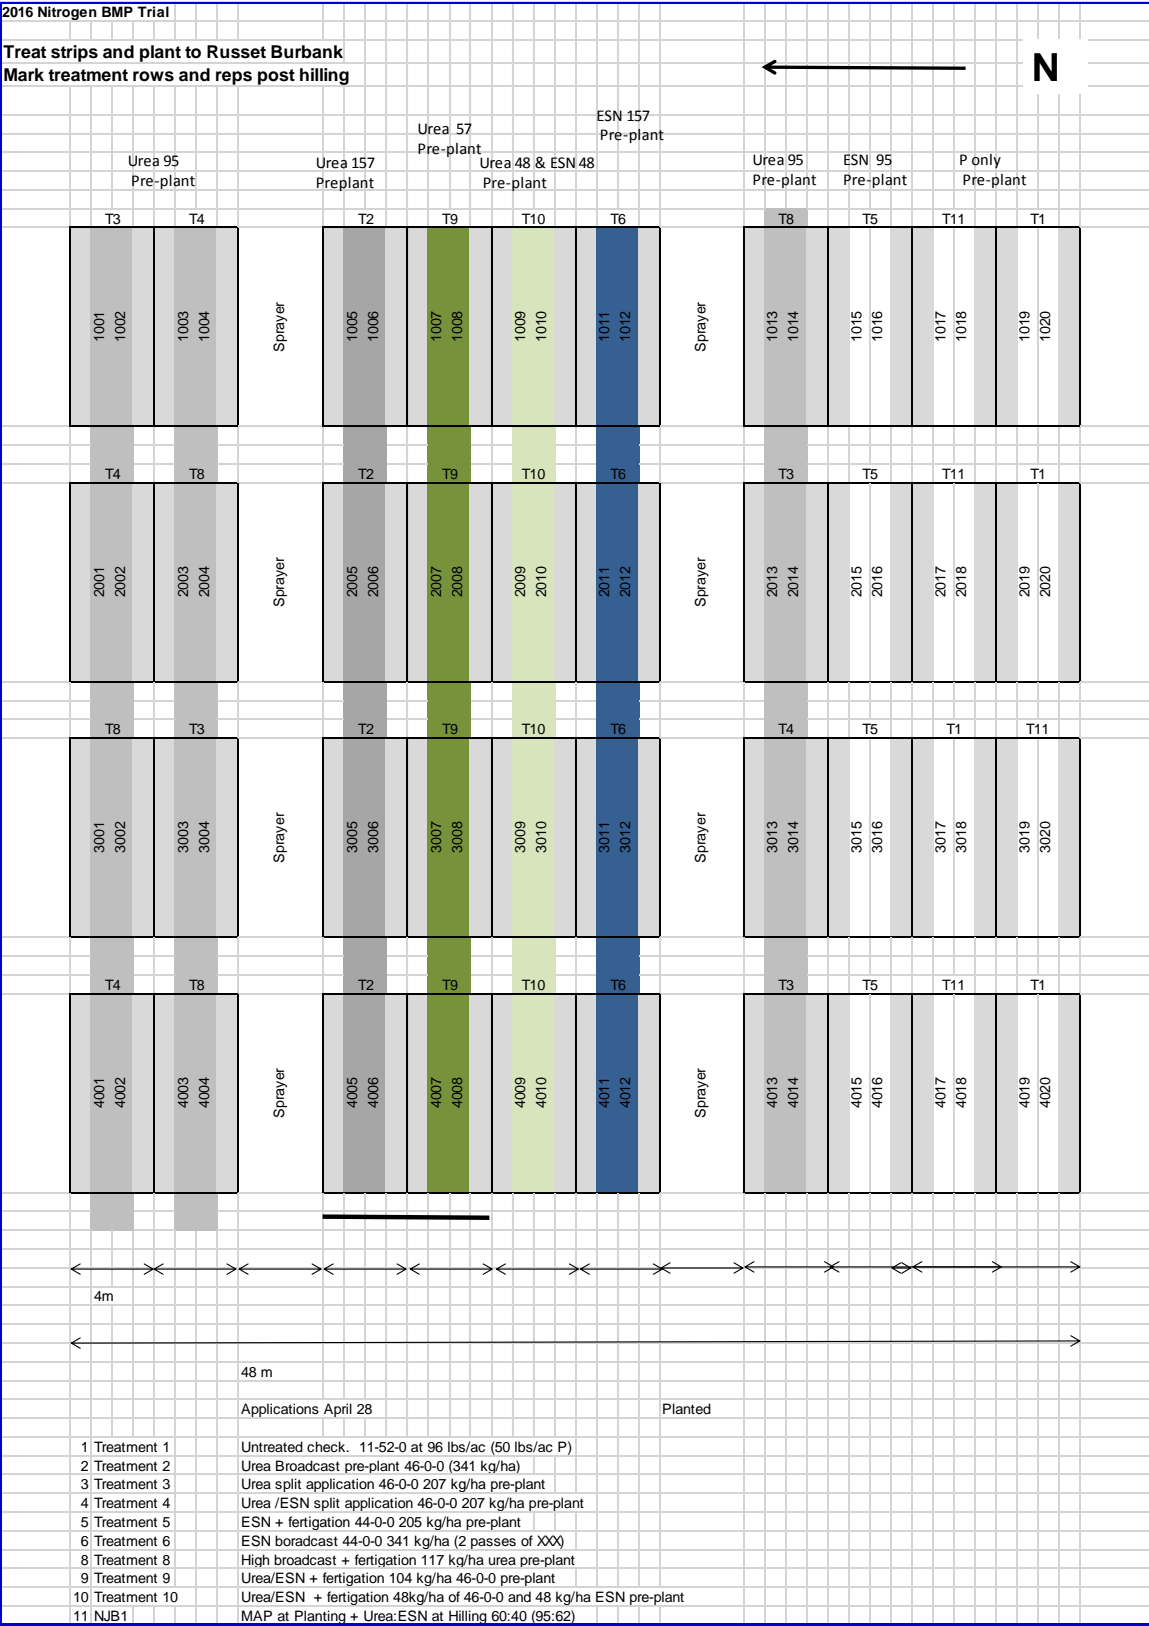 2016 Nitrogen BMP Trial
Treat strips and plant to Russet Burbank
Mark treatment rows and reps post hilling
N
ESN 157
Pre-plant
Urea 57
Pre-plant
Urea 95
Pre-plant
Urea 157
Preplant
Urea 48 & ESN 48
Pre-plant
Urea 95
Pre-plant
ESN 95
Pre-plant
P only
Pre-plant
T3 T4 T2 T9 T10 T6 T8 T5 T11 T1
1001 1002 1003 1004 Sprayer 1005 1006 1007 1008 1009 1010 1011 1012 Sprayer 1013 1014 1015 1016 1017 1018 1019 1020
T4 T8 T2 T9 T10 T6 T3 T5 T11 T1
2001 2002 2003 2004 Sprayer 2005 2006 2007 2008 2009 2010 2011 2012 Sprayer 2013 2014 2015 2016 2017 2018 2019 2020
T8 T3 T2 T9 T10 T6 T4 T5 T1 T11
3001 3002 3003 3004 Sprayer 3005 3006 3007 3008 3009 3010 3011 3012 Sprayer 3013 3014 3015 3016 3017 3018 3019 3020
T4 T8 T2 T9 T10 T6 T3 T5 T11 T1
4001 4002 4003 4004 Sprayer 4005 4006 4007 4008 4009 4010 4011 4012 Sprayer 4013 4014 4015 4016 4017 4018 4019 4020
4m
48 m
Applications April 28 Planted
1 Treatment 1 Untreated check. 11-52-0 at 96 lbs/ac (50 lbs/ac P)
2 Treatment 2 Urea Broadcast pre-plant 46-0-0 (341 kg/ha)
3 Treatment 3 Urea split application 46-0-0 207 kg/ha pre-plant
4 Treatment 4 Urea /ESN split application 46-0-0 207 kg/ha pre-plant
5 Treatment 5 ESN + fertigation 44-0-0 205 kg/ha pre-plant
6 Treatment 6 ESN boradcast 44-0-0 341 kg/ha (2 passes of XXX)
8 Treatment 8 High broadcast + fertigation 117 kg/ha urea pre-plant
9 Treatment 9 Urea/ESN + fertigation 104 kg/ha 46-0-0 pre-plant
10 Treatment 10 Urea/ESN + fertigation 48kg/ha of 46-0-0 and 48 kg/ha ESN pre-plant
11 NJB1 MAP at Planting + Urea:ESN at Hilling 60:40 (95:62)